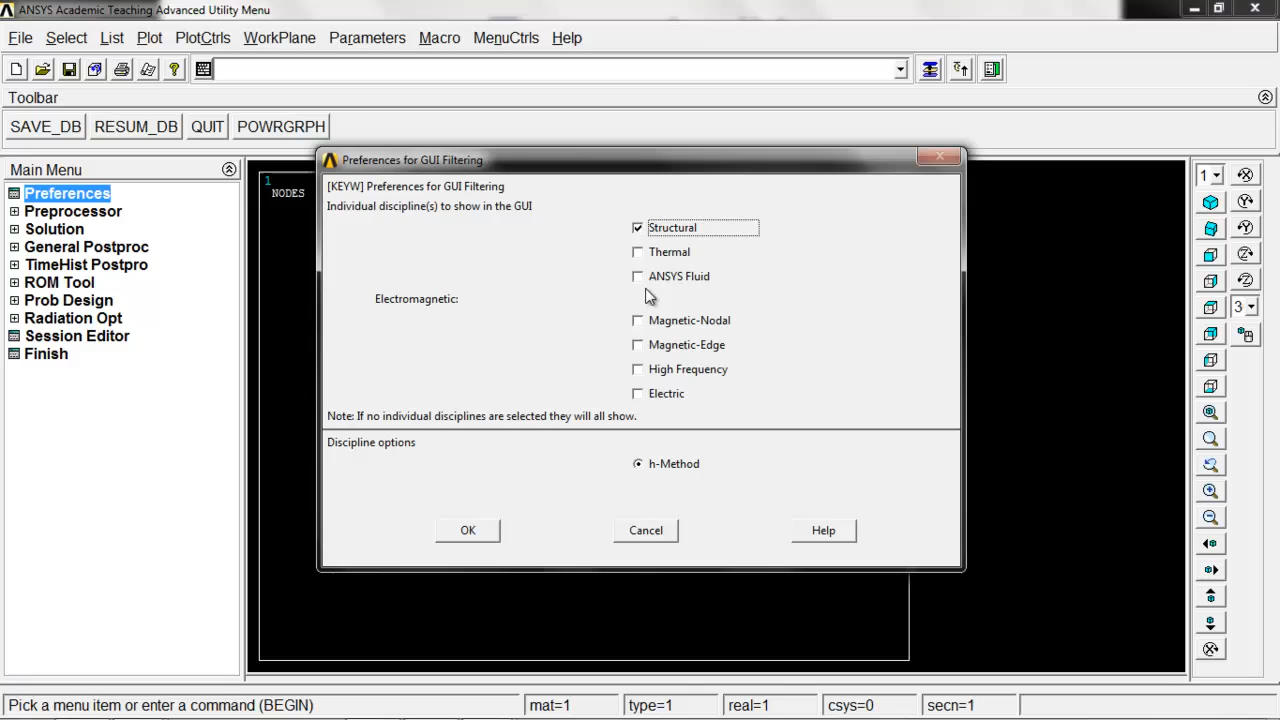 ANSYS Academic Teaching Advanced Utility Menu
File Select List Plot PlotCtrls WorkPlane Parameters Macro MenuCtrls Help
Toolbar
SAVE_DB RESUM_DB QUIT POWRGRPH
Main Menu
Preferences
Preprocessor
Solution
General Postproc
TimeHist Postpro
ROM Tool
Prob Design
Radiation Opt
Session Editor
Finish
1
NODES
Preferences for GUI Filtering
[KEYW] Preferences for GUI Filtering
Individual discipline(s) to show in the GUI
Structural
Thermal
ANSYS Fluid
Electromagnetic:
Magnetic-Nodal
Magnetic-Edge
High Frequency
Electric
Note: If no individual disciplines are selected they will all show.
Discipline options
h-Method
OK Cancel Help
1
3
Pick a menu item or enter a command (BEGIN) mat=1 type=1 real=1 csys=0 secn=1